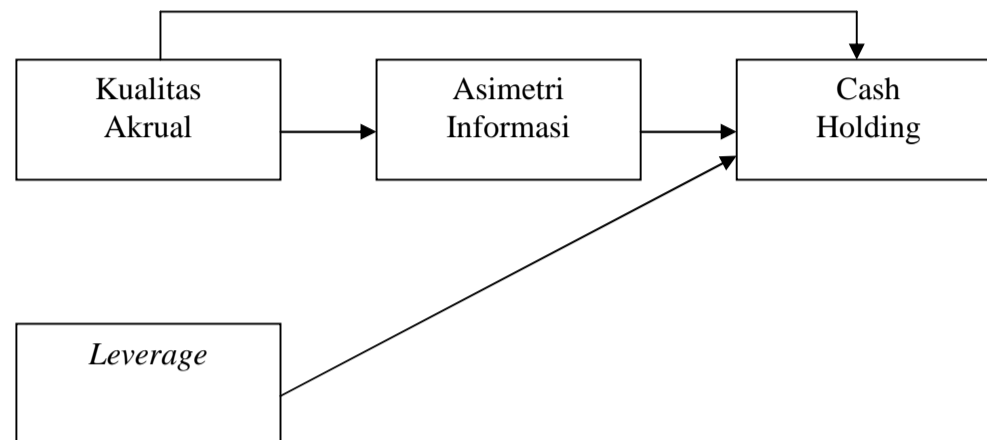 Kualitas
Akrual
Asimetri
Informasi
Cash
Holding
Leverage